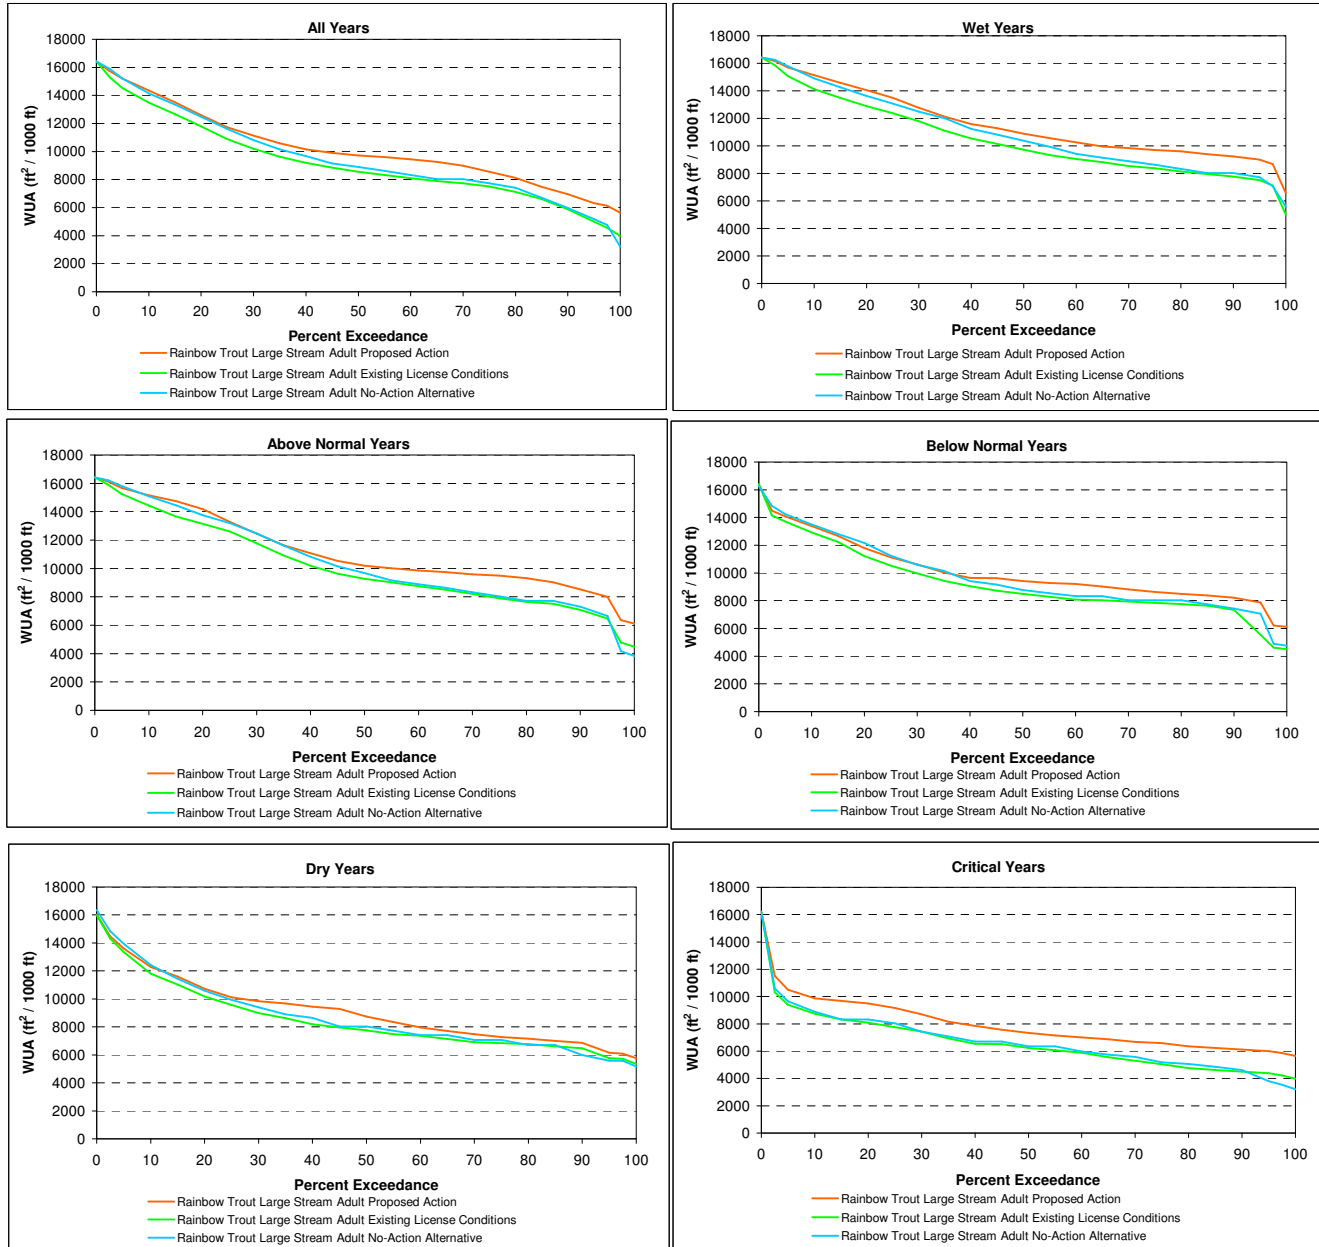 All Years
WUA (ft² / 1000 ft)
18000
16000
14000
12000
10000
8000
6000
4000
2000
0
0 10 20 30 40 50 60 70 80 90 100
Percent Exceedance
Rainbow Trout Large Stream Adult Proposed Action
Rainbow Trout Large Stream Adult Existing License Conditions
Rainbow Trout Large Stream Adult No-Action Alternative
Wet Years
WUA (ft² / 1000 ft)
18000
16000
14000
12000
10000
8000
6000
4000
2000
0
0 10 20 30 40 50 60 70 80 90 100
Percent Exceedance
Rainbow Trout Large Stream Adult Proposed Action
Rainbow Trout Large Stream Adult Existing License Conditions
Rainbow Trout Large Stream Adult No-Action Alternative
Above Normal Years
WUA (ft² / 1000 ft)
18000
16000
14000
12000
10000
8000
6000
4000
2000
0
0 10 20 30 40 50 60 70 80 90 100
Percent Exceedance
Rainbow Trout Large Stream Adult Proposed Action
Rainbow Trout Large Stream Adult Existing License Conditions
Rainbow Trout Large Stream Adult No-Action Alternative
Below Normal Years
WUA (ft² / 1000 ft)
18000
16000
14000
12000
10000
8000
6000
4000
2000
0
0 10 20 30 40 50 60 70 80 90 100
Percent Exceedance
Rainbow Trout Large Stream Adult Proposed Action
Rainbow Trout Large Stream Adult Existing License Conditions
Rainbow Trout Large Stream Adult No-Action Alternative
Dry Years
WUA (ft² / 1000 ft)
18000
16000
14000
12000
10000
8000
6000
4000
2000
0
0 10 20 30 40 50 60 70 80 90 100
Percent Exceedance
Rainbow Trout Large Stream Adult Proposed Action
Rainbow Trout Large Stream Adult Existing License Conditions
Rainbow Trout Large Stream Adult No-Action Alternative
Critical Years
WUA (ft² / 1000 ft)
18000
16000
14000
12000
10000
8000
6000
4000
2000
0
0 10 20 30 40 50 60 70 80 90 100
Percent Exceedance
Rainbow Trout Large Stream Adult Proposed Action
Rainbow Trout Large Stream Adult Existing License Conditions
Rainbow Trout Large Stream Adult No-Action Alternative